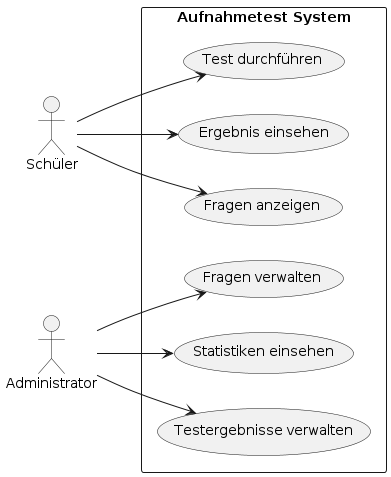 Aufnahmetest System
Test durchführen
Ergebnis einsehen
Schüler
Fragen anzeigen
Fragen verwalten
Statistiken einsehen
Administrator
Testergebnisse verwalten